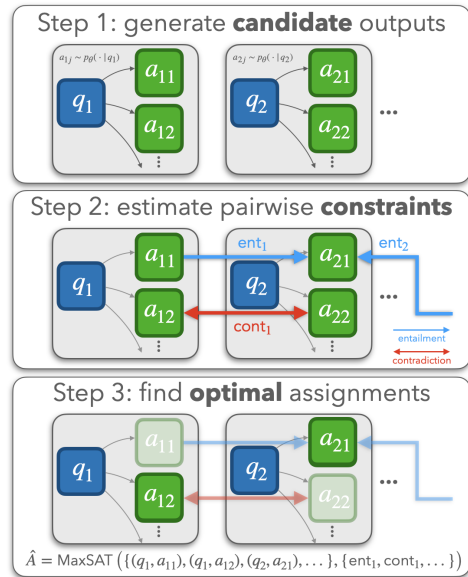 Step 1: generate candidate outputs
a₁ⱼ ~ pθ( · |q₁)
a₂ⱼ ~ pθ( · |q₂)
q₁
a₁₁
a₁₂
⋮
q₂
a₂₁
a₂₂
⋮
...
Step 2: estimate pairwise constraints
q₁
a₁₁
a₁₂
⋮
ent₁
cont₁
q₂
a₂₁
a₂₂
⋮
ent₂
...
entailment
contradiction
Step 3: find optimal assignments
q₁
a₁₁
a₁₂
⋮
q₂
a₂₁
a₂₂
⋮
...
Â = MaxSAT ({(q₁, a₁₁), (q₁, a₁₂), (q₂, a₂₁), . . . }, {ent₁, cont₁, . . . })